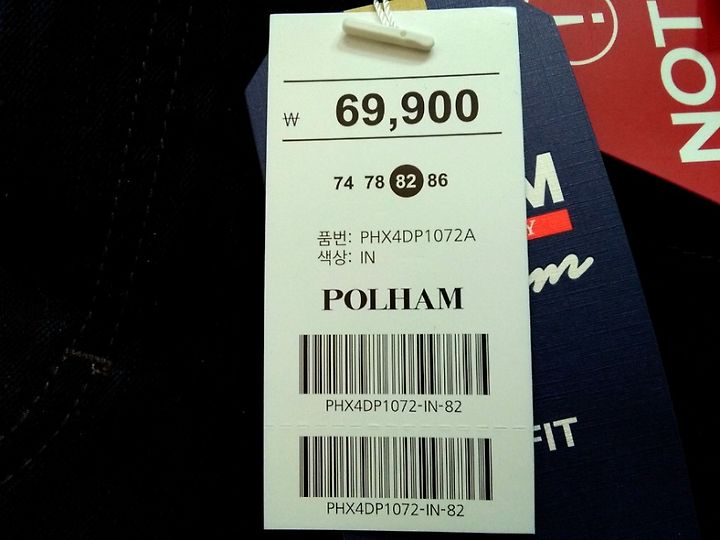 ₩ 69,900
74 78 82 86
품번: PHX4DP1072A
색상: IN
POLHAM
PHX4DP1072-IN-82
PHX4DP1072-IN-82
NOT
M
Y
m
FIT